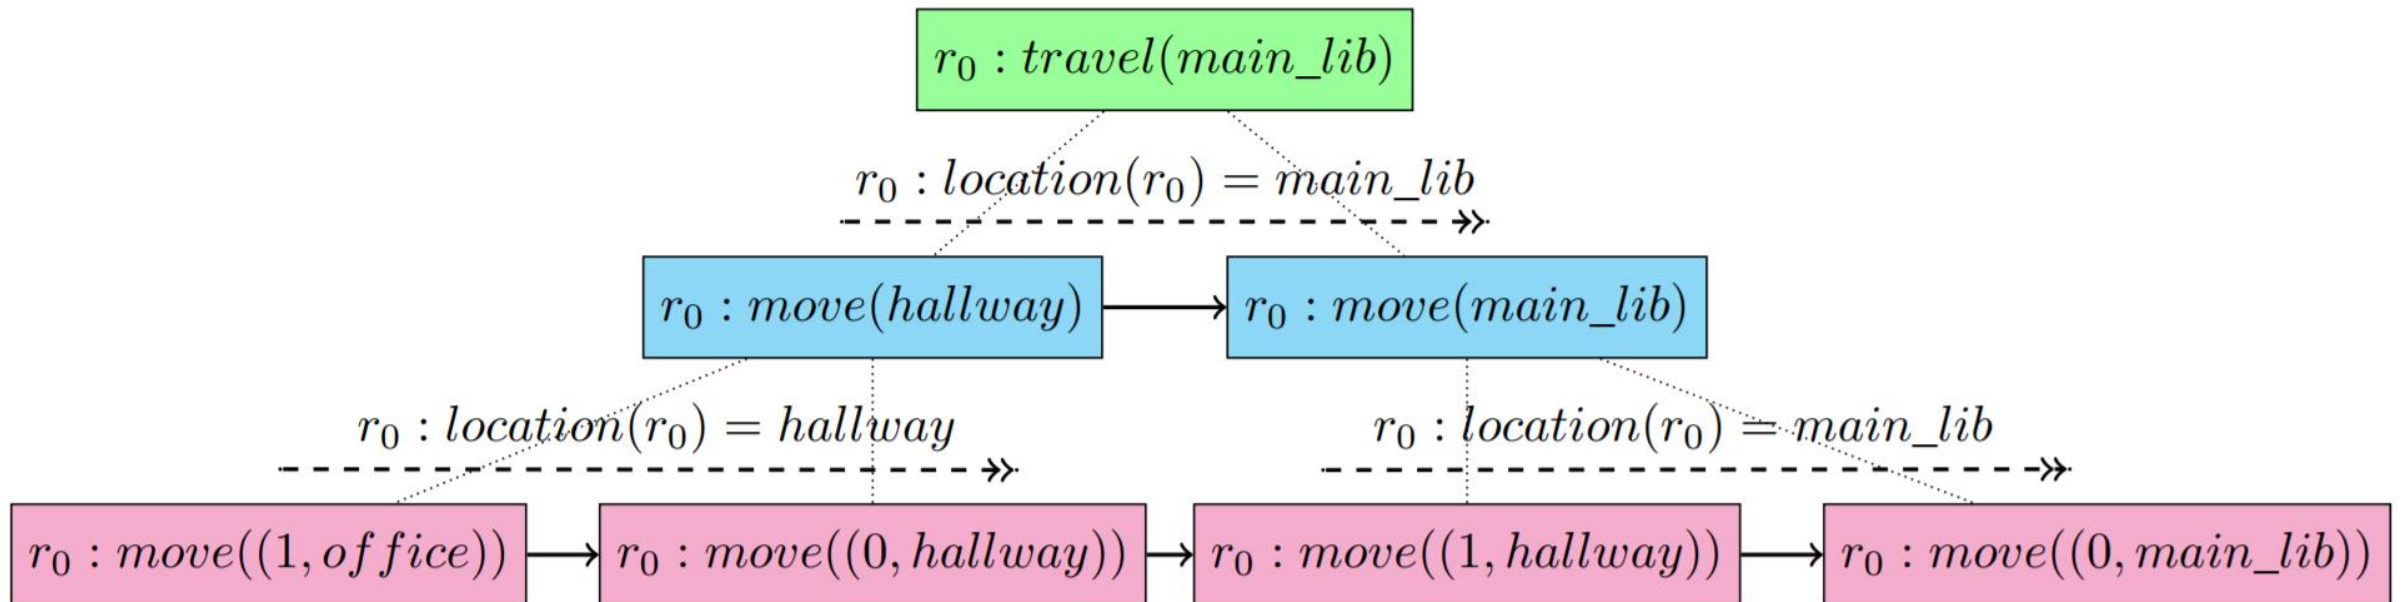 r₀ : travel(main_lib)
r₀ : location(r₀) = main_lib
r₀ : move(hallway)
r₀ : move(main_lib)
r₀ : location(r₀) = hallway
r₀ : location(r₀) = main_lib
r₀ : move((1, office))
r₀ : move((0, hallway))
r₀ : move((1, hallway))
r₀ : move((0, main_lib))